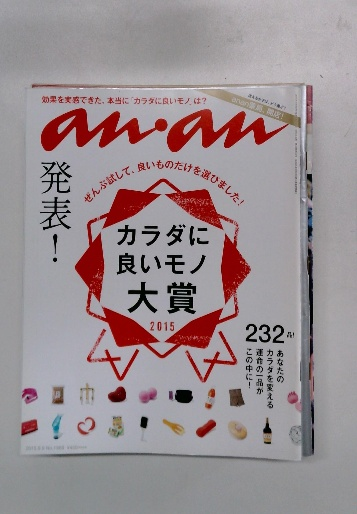 効果を実感できた、本当に「カラダに良いモノ」は?
an・an
発表!
ぜんぶ試して、良いものだけを選びました!
カラダに
良いモノ
大賞
2015
232品!
あなたの
カラダを変える
運命の一品が
この中に!